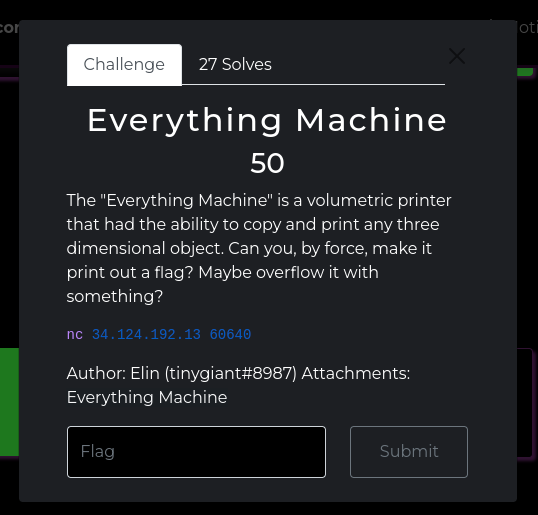 Challenge
27 Solves
Everything Machine
50
The "Everything Machine" is a volumetric printer
that had the ability to copy and print any three
dimensional object. Can you, by force, make it
print out a flag? Maybe overflow it with
something?
nc 34.124.192.13 60640
Author: Elin (tinygiant#8987) Attachments:
Everything Machine
Flag
Submit